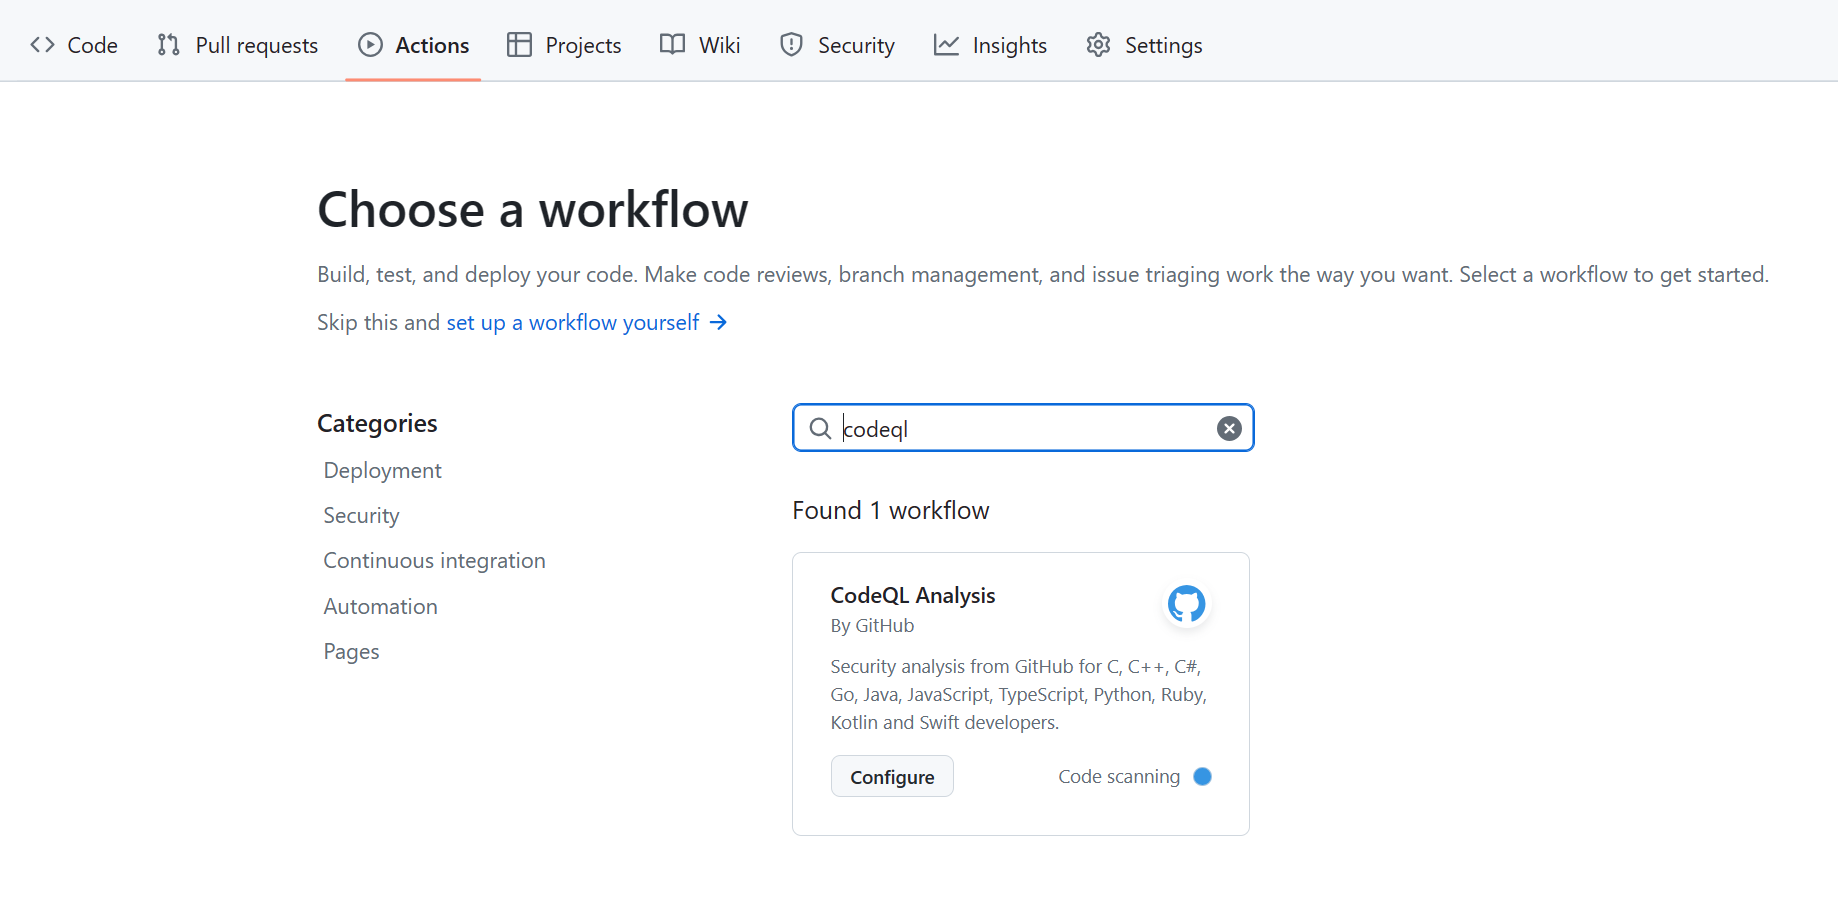 Code Pull requests Actions Projects Wiki Security Insights Settings
Choose a workflow
Build, test, and deploy your code. Make code reviews, branch management, and issue triaging work the way you want. Select a workflow to get started.
Skip this and set up a workflow yourself →
Categories
Deployment
Security
Continuous integration
Automation
Pages
codeql
Found 1 workflow
CodeQL Analysis
By GitHub
Security analysis from GitHub for C, C++, C#,
Go, Java, JavaScript, TypeScript, Python, Ruby,
Kotlin and Swift developers.
Configure
Code scanning